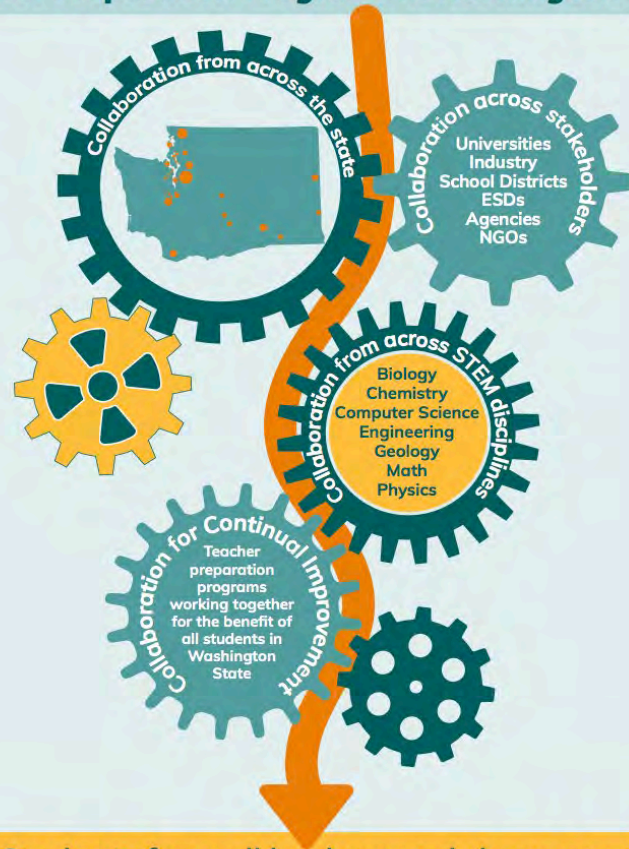 Collaboration from across the state
Collaboration across stakeholders
Universities
Industry
School Districts
ESDs
Agencies
NGOs
Collaboration from across STEM disciplines
Biology
Chemistry
Computer Science
Engineering
Geology
Math
Physics
Collaboration for Continual Improvement
Teacher
preparation
programs
working together
for the benefit of
all students in
Washington
State